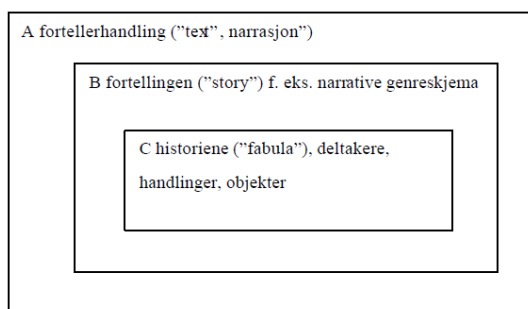 A fortellerhandling (”text”, narrasjon”)
B fortellingen (”story”) f. eks. narrative genreskjema
C historiene (”fabula”), deltakere,
handlinger, objekter